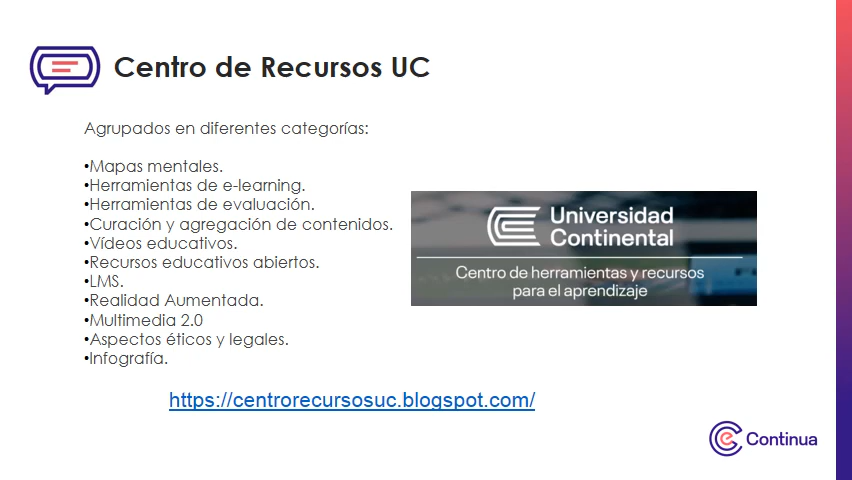 Centro de Recursos UC
Agrupados en diferentes categorías:
•Mapas mentales.
•Herramientas de e-learning.
•Herramientas de evaluación.
•Curación y agregación de contenidos.
•Vídeos educativos.
•Recursos educativos abiertos.
•LMS.
•Realidad Aumentada.
•Multimedia 2.0
•Aspectos éticos y legales.
•Infografía.
Universidad
Continental
Centro de herramientas y recursos
para el aprendizaje
https://centrorecursosuc.blogspot.com/
Continua